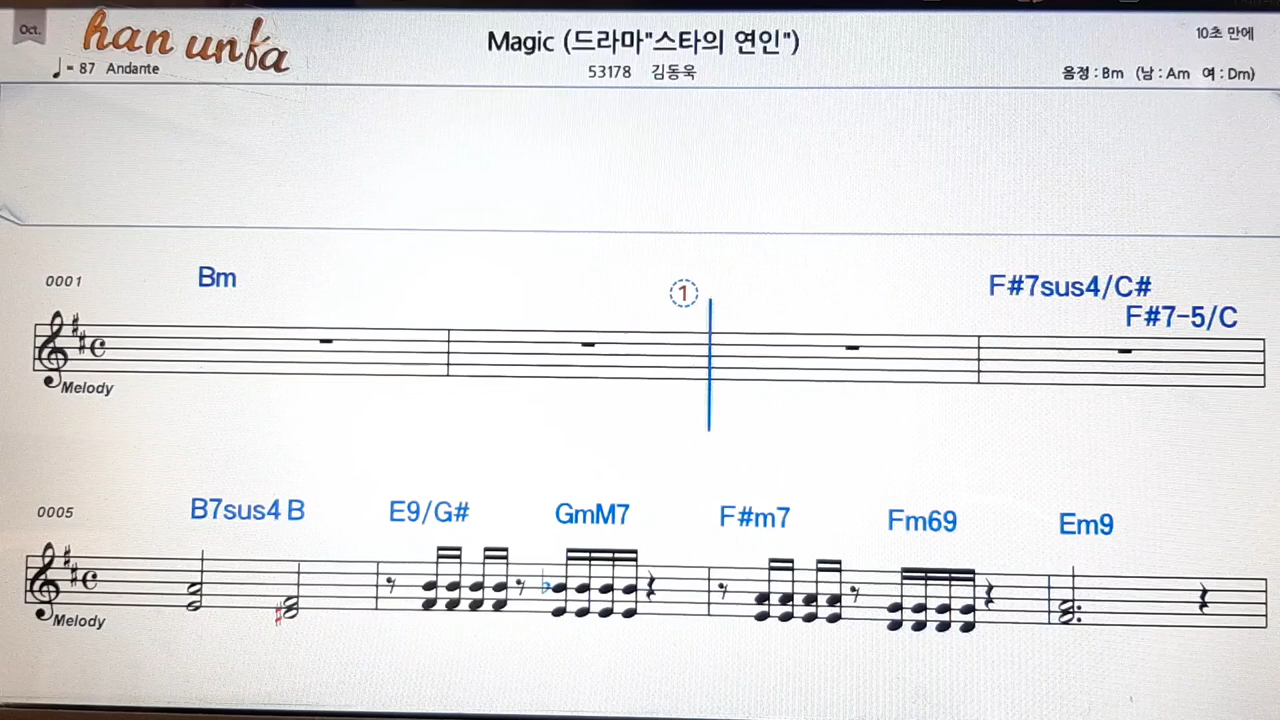 Oct.
han unfa
♩= 87 Andante
Magic (드라마"스타의 연인")
53178 김동욱
10초 만에
음정 : Bm (남 : Am 여 : Dm)
0001
Bm
1
F#7sus4/C#
F#7-5/C
Melody
0005
B7sus4 B E9/G# GmM7 F#m7 Fm69 Em9
Melody